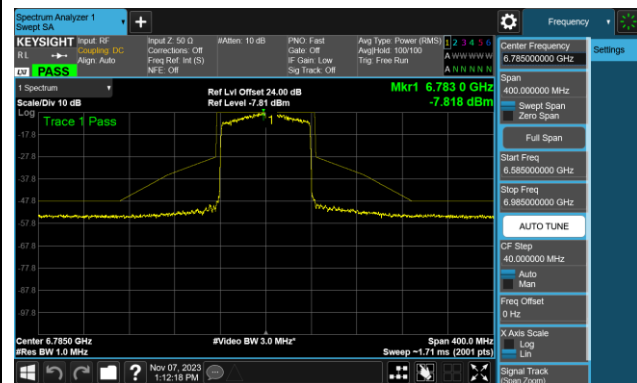 Spectrum Analyzer 1
Swept SA
Frequency
KEYSIGHT
RL
LXI
PASS
Input: RF
Coupling: DC
Align: Auto
Input Z: 50 Ω
Corrections: Off
Freq Ref: Int (S)
NFE: Off
#Atten: 10 dB
PNO: Fast
Gate: Off
IF Gain: Low
Sig Track: Off
Avg Type: Power (RMS)
Avg|Hold: 100/100
Trig: Free Run
1 2 3 4 5 6
A W W W W W
A N N N N N
1 Spectrum
Scale/Div 10 dB
Ref Lvl Offset 24.00 dB
Ref Level -7.81 dBm
Mkr1 6.783 0 GHz
-7.818 dBm
Log
Trace 1 Pass
1
-17.8
-27.8
-37.8
-47.8
-57.8
-67.8
-77.8
-87.8
-97.8
Center 6.7850 GHz
#Res BW 1.0 MHz
#Video BW 3.0 MHz*
Span 400.0 MHz
Sweep ~1.71 ms (2001 pts)
Nov 07, 2023
1:12:18 PM
Center Frequency
6.785000000 GHz
Settings
Span
400.000000 MHz
Swept Span
Zero Span
Full Span
Start Freq
6.585000000 GHz
Stop Freq
6.985000000 GHz
AUTO TUNE
CF Step
40.000000 MHz
Auto
Man
Freq Offset
0 Hz
X Axis Scale
Log
Lin
Signal Track
(Span Zoom)